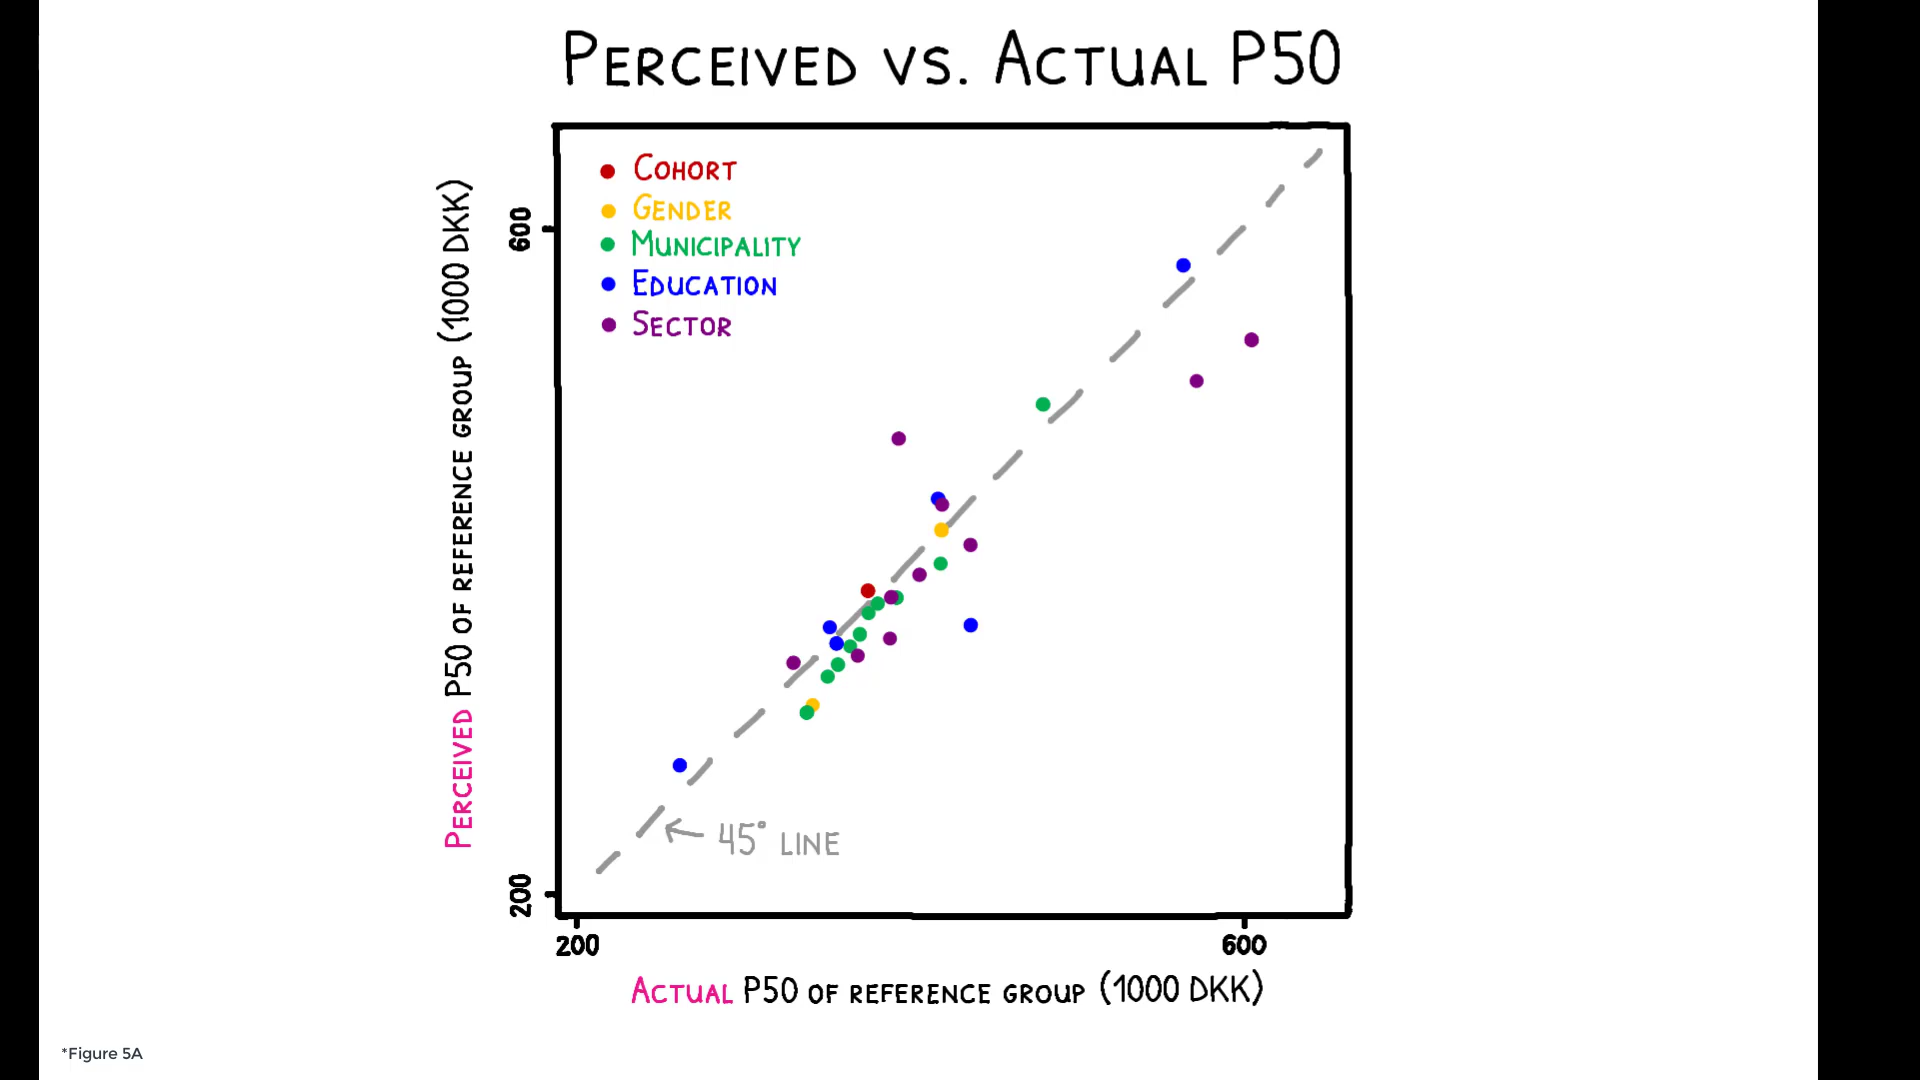 PERCEIVED VS. ACTUAL P50
COHORT
GENDER
MUNICIPALITY
EDUCATION
SECTOR
PERCEIVED P50 OF REFERENCE GROUP (1000 DKK)
600
200
45° LINE
200
600
ACTUAL P50 OF REFERENCE GROUP (1000 DKK)
*Figure 5A